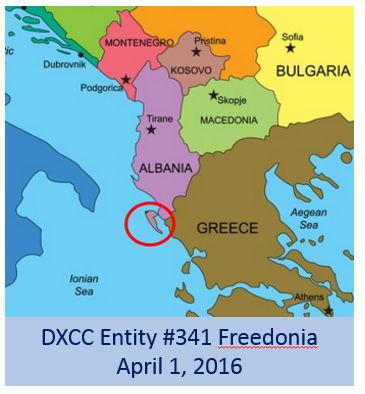 MONTENEGRO
Pristina
Sofia
tic
Dubrovnik
KOSOVO
BULGARIA
Podgorica
Skopje
Tirane
MACEDONIA
ALBANIA
GREECE
Aegean
Sea
Ionian
Sea
Athens
DXCC Entity #341 Freedonia
April 1, 2016